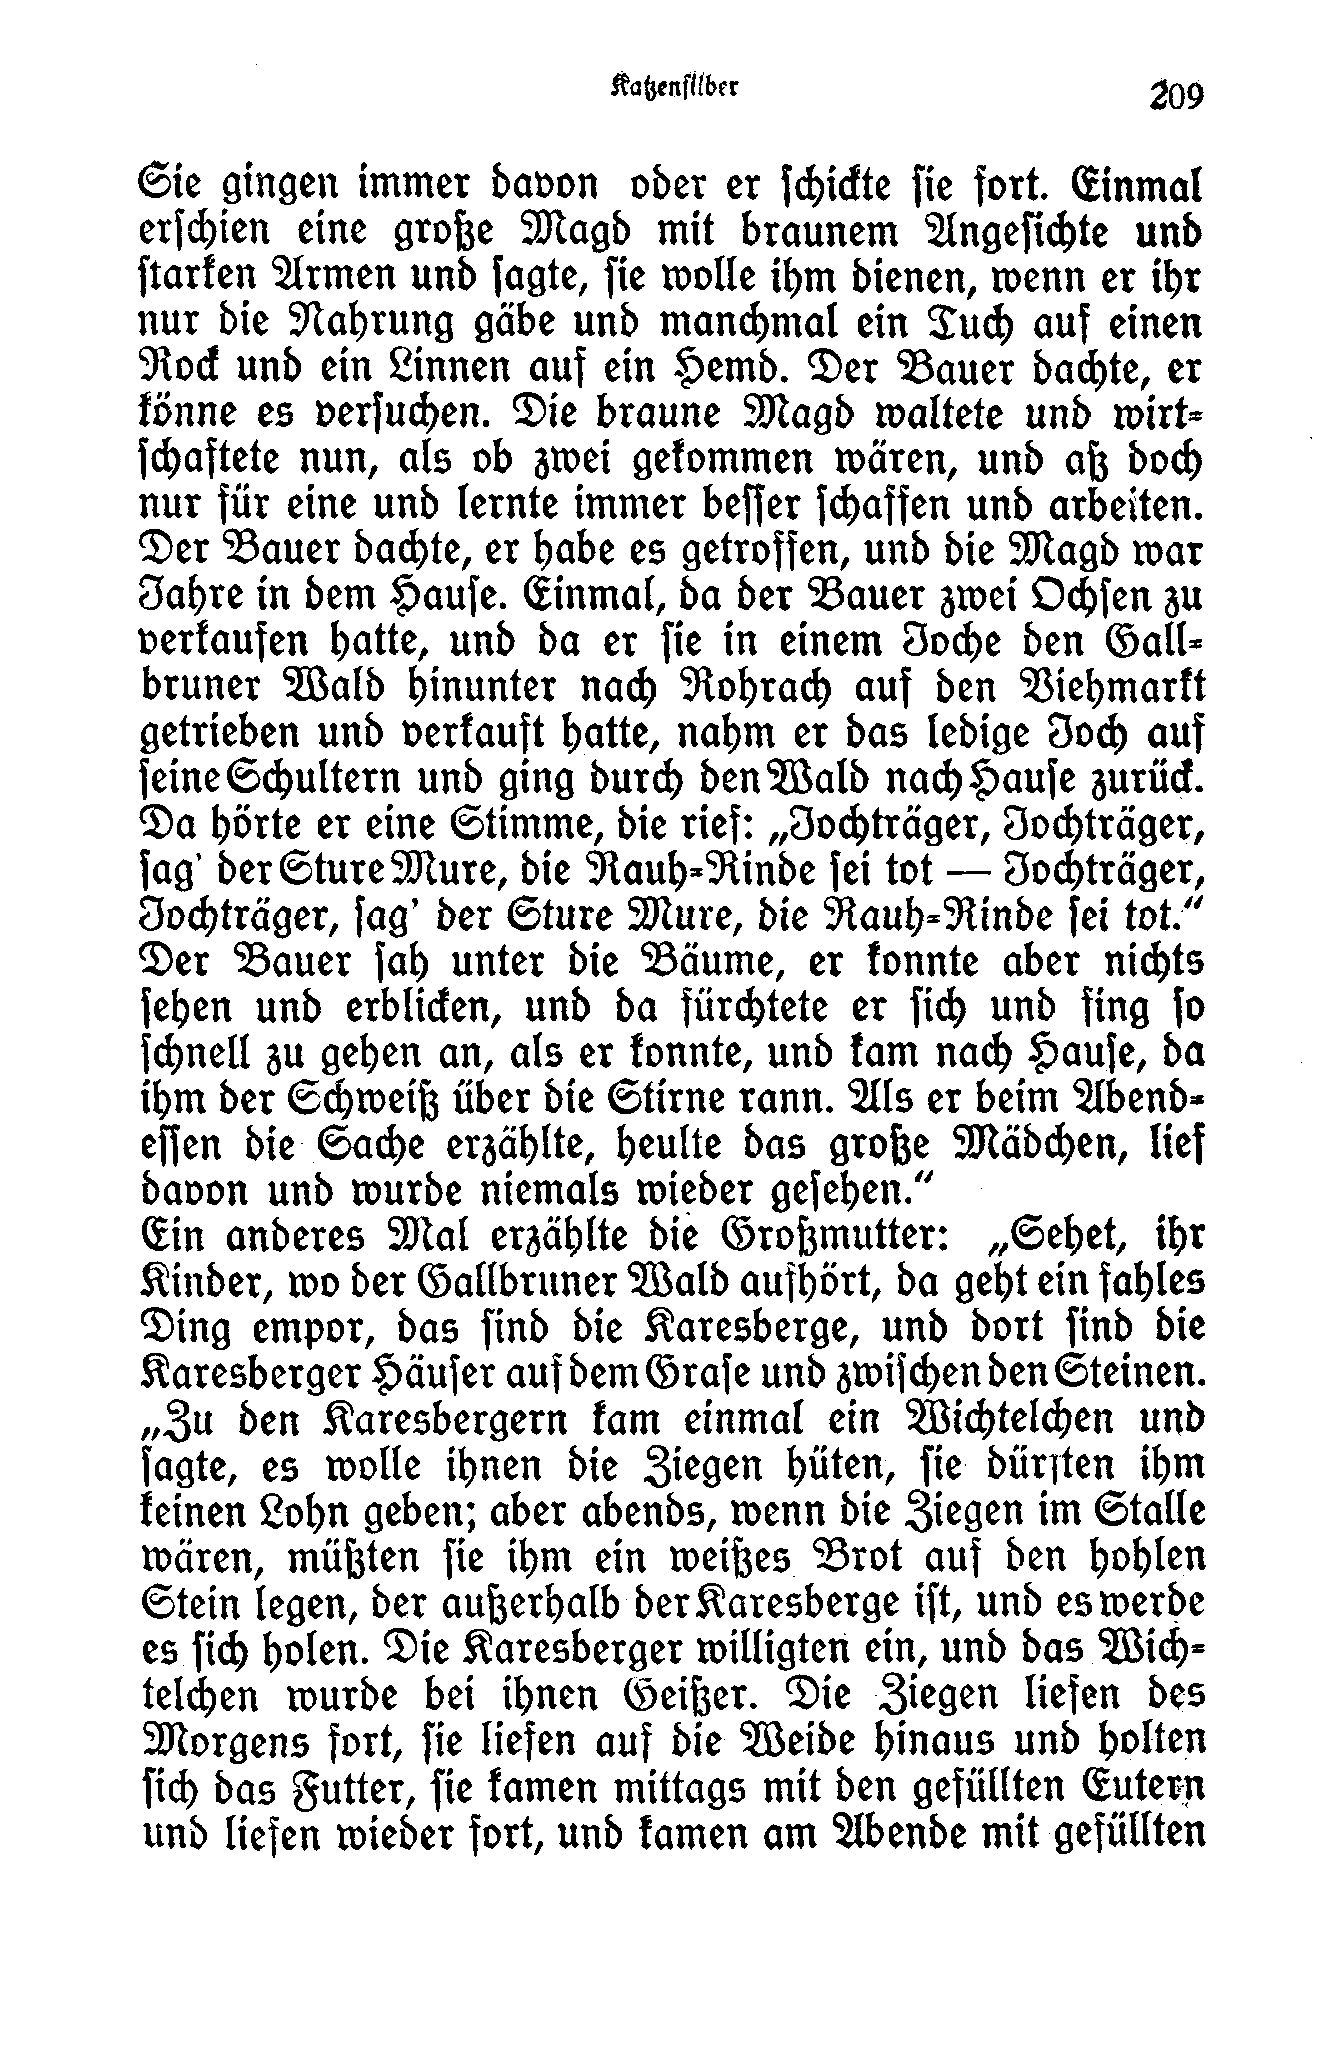 Katzensilber
209
Sie gingen immer davon oder er schickte sie fort. Einmal
erschien eine große Magd mit braunem Angesichte und
starken Armen und sagte, sie wolle ihm dienen, wenn er ihr
nur die Nahrung gäbe und manchmal ein Tuch auf einen
Rock und ein Linnen auf ein Hemd. Der Bauer dachte, er
könne es versuchen. Die braune Magd waltete und wirt-
schaftete nun, als ob zwei gekommen wären, und aß doch
nur für eine und lernte immer besser schaffen und arbeiten.
Der Bauer dachte, er habe es getroffen, und die Magd war
Jahre in dem Hause. Einmal, da der Bauer zwei Ochsen zu
verkaufen hatte, und da er sie in einem Joche den Gall-
bruner Wald hinunter nach Rohrach auf den Viehmarkt
getrieben und verkauft hatte, nahm er das ledige Joch auf
seine Schultern und ging durch den Wald nach Hause zurück.
Da hörte er eine Stimme, die rief: „Jochträger, Jochträger,
sag' der Sture Mure, die Rauh-Rinde sei tot — Jochträger,
Jochträger, sag' der Sture Mure, die Rauh-Rinde sei tot.“
Der Bauer sah unter die Bäume, er konnte aber nichts
sehen und erblicken, und da fürchtete er sich und fing so
schnell zu gehen an, als er konnte, und kam nach Hause, da
ihm der Schweiß über die Stirne rann. Als er beim Abend-
essen die Sache erzählte, heulte das große Mädchen, lief
davon und wurde niemals wieder gesehen.“
Ein anderes Mal erzählte die Großmutter: „Sehet, ihr
Kinder, wo der Gallbruner Wald aufhört, da geht ein fahles
Ding empor, das sind die Karesberge, und dort sind die
Karesberger Häuser auf dem Grase und zwischen den Steinen.
„Zu den Karesbergern kam einmal ein Wichtelchen und
sagte, es wolle ihnen die Ziegen hüten, sie dürften ihm
keinen Lohn geben; aber abends, wenn die Ziegen im Stalle
wären, müßten sie ihm ein weißes Brot auf den hohlen
Stein legen, der außerhalb der Karesberge ist, und es werde
es sich holen. Die Karesberger willigten ein, und das Wich-
telchen wurde bei ihnen Geißer. Die Ziegen liefen des
Morgens fort, sie liefen auf die Weide hinaus und holten
sich das Futter, sie kamen mittags mit den gefüllten Eutern
und liefen wieder fort, und kamen am Abende mit gefüllten